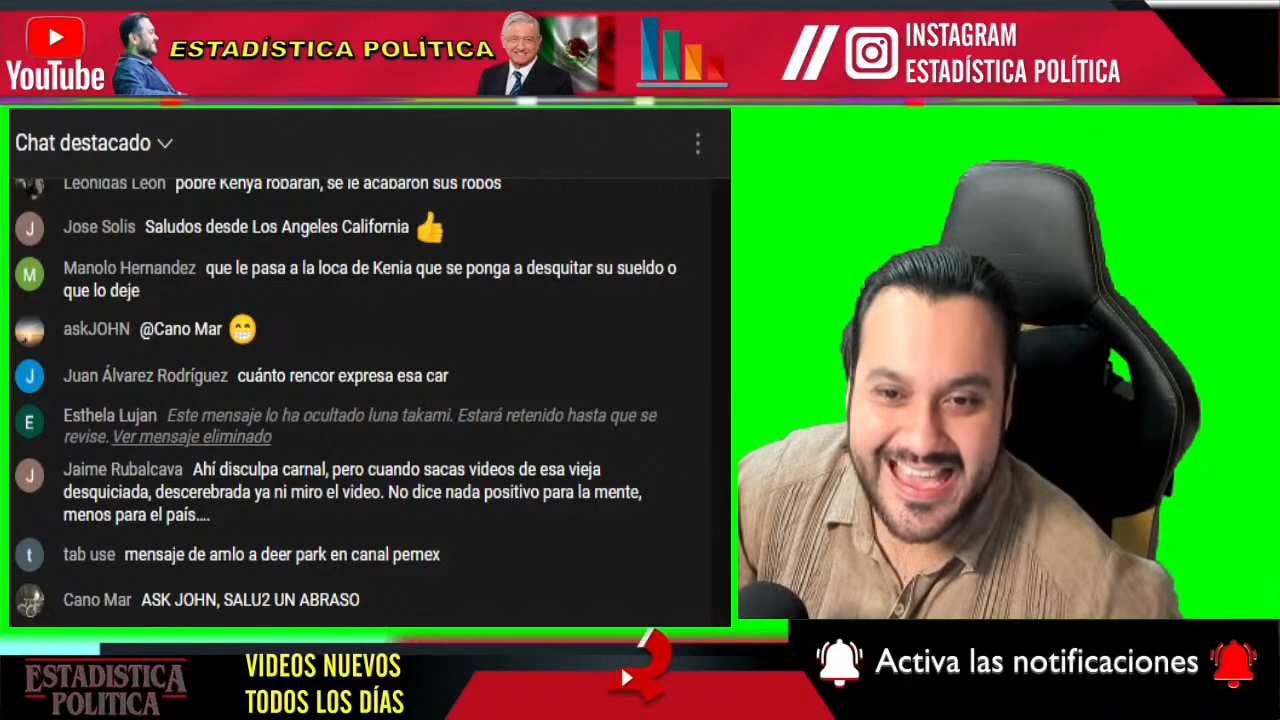 YouTube
ESTADÍSTICA POLÍTICA
INSTAGRAM
ESTADÍSTICA POLÍTICA
Chat destacado
Leonidas Leon pobre Kenya robaran, se le acabaron sus robos
J Jose Solis Saludos desde Los Angeles California
M Manolo Hernandez que le pasa a la loca de Kenia que se ponga a desquitar su sueldo o
que lo deje
askJOHN @Cano Mar
J Juan Álvarez Rodríguez cuánto rencor expresa esa car
E Esthela Lujan Este mensaje lo ha ocultado luna takami. Estará retenido hasta que se
revise. Ver mensaje eliminado
J Jaime Rubalcava Ahí disculpa carnal, pero cuando sacas videos de esa vieja
desquiciada, descerebrada ya ni miro el video. No dice nada positivo para la mente,
menos para el país....
t tab use mensaje de amlo a deer park en canal pemex
Cano Mar ASK JOHN, SALU2 UN ABRASO
ESTADISTICA
POLÍTICA
VIDEOS NUEVOS
TODOS LOS DÍAS
Activa las notificaciones